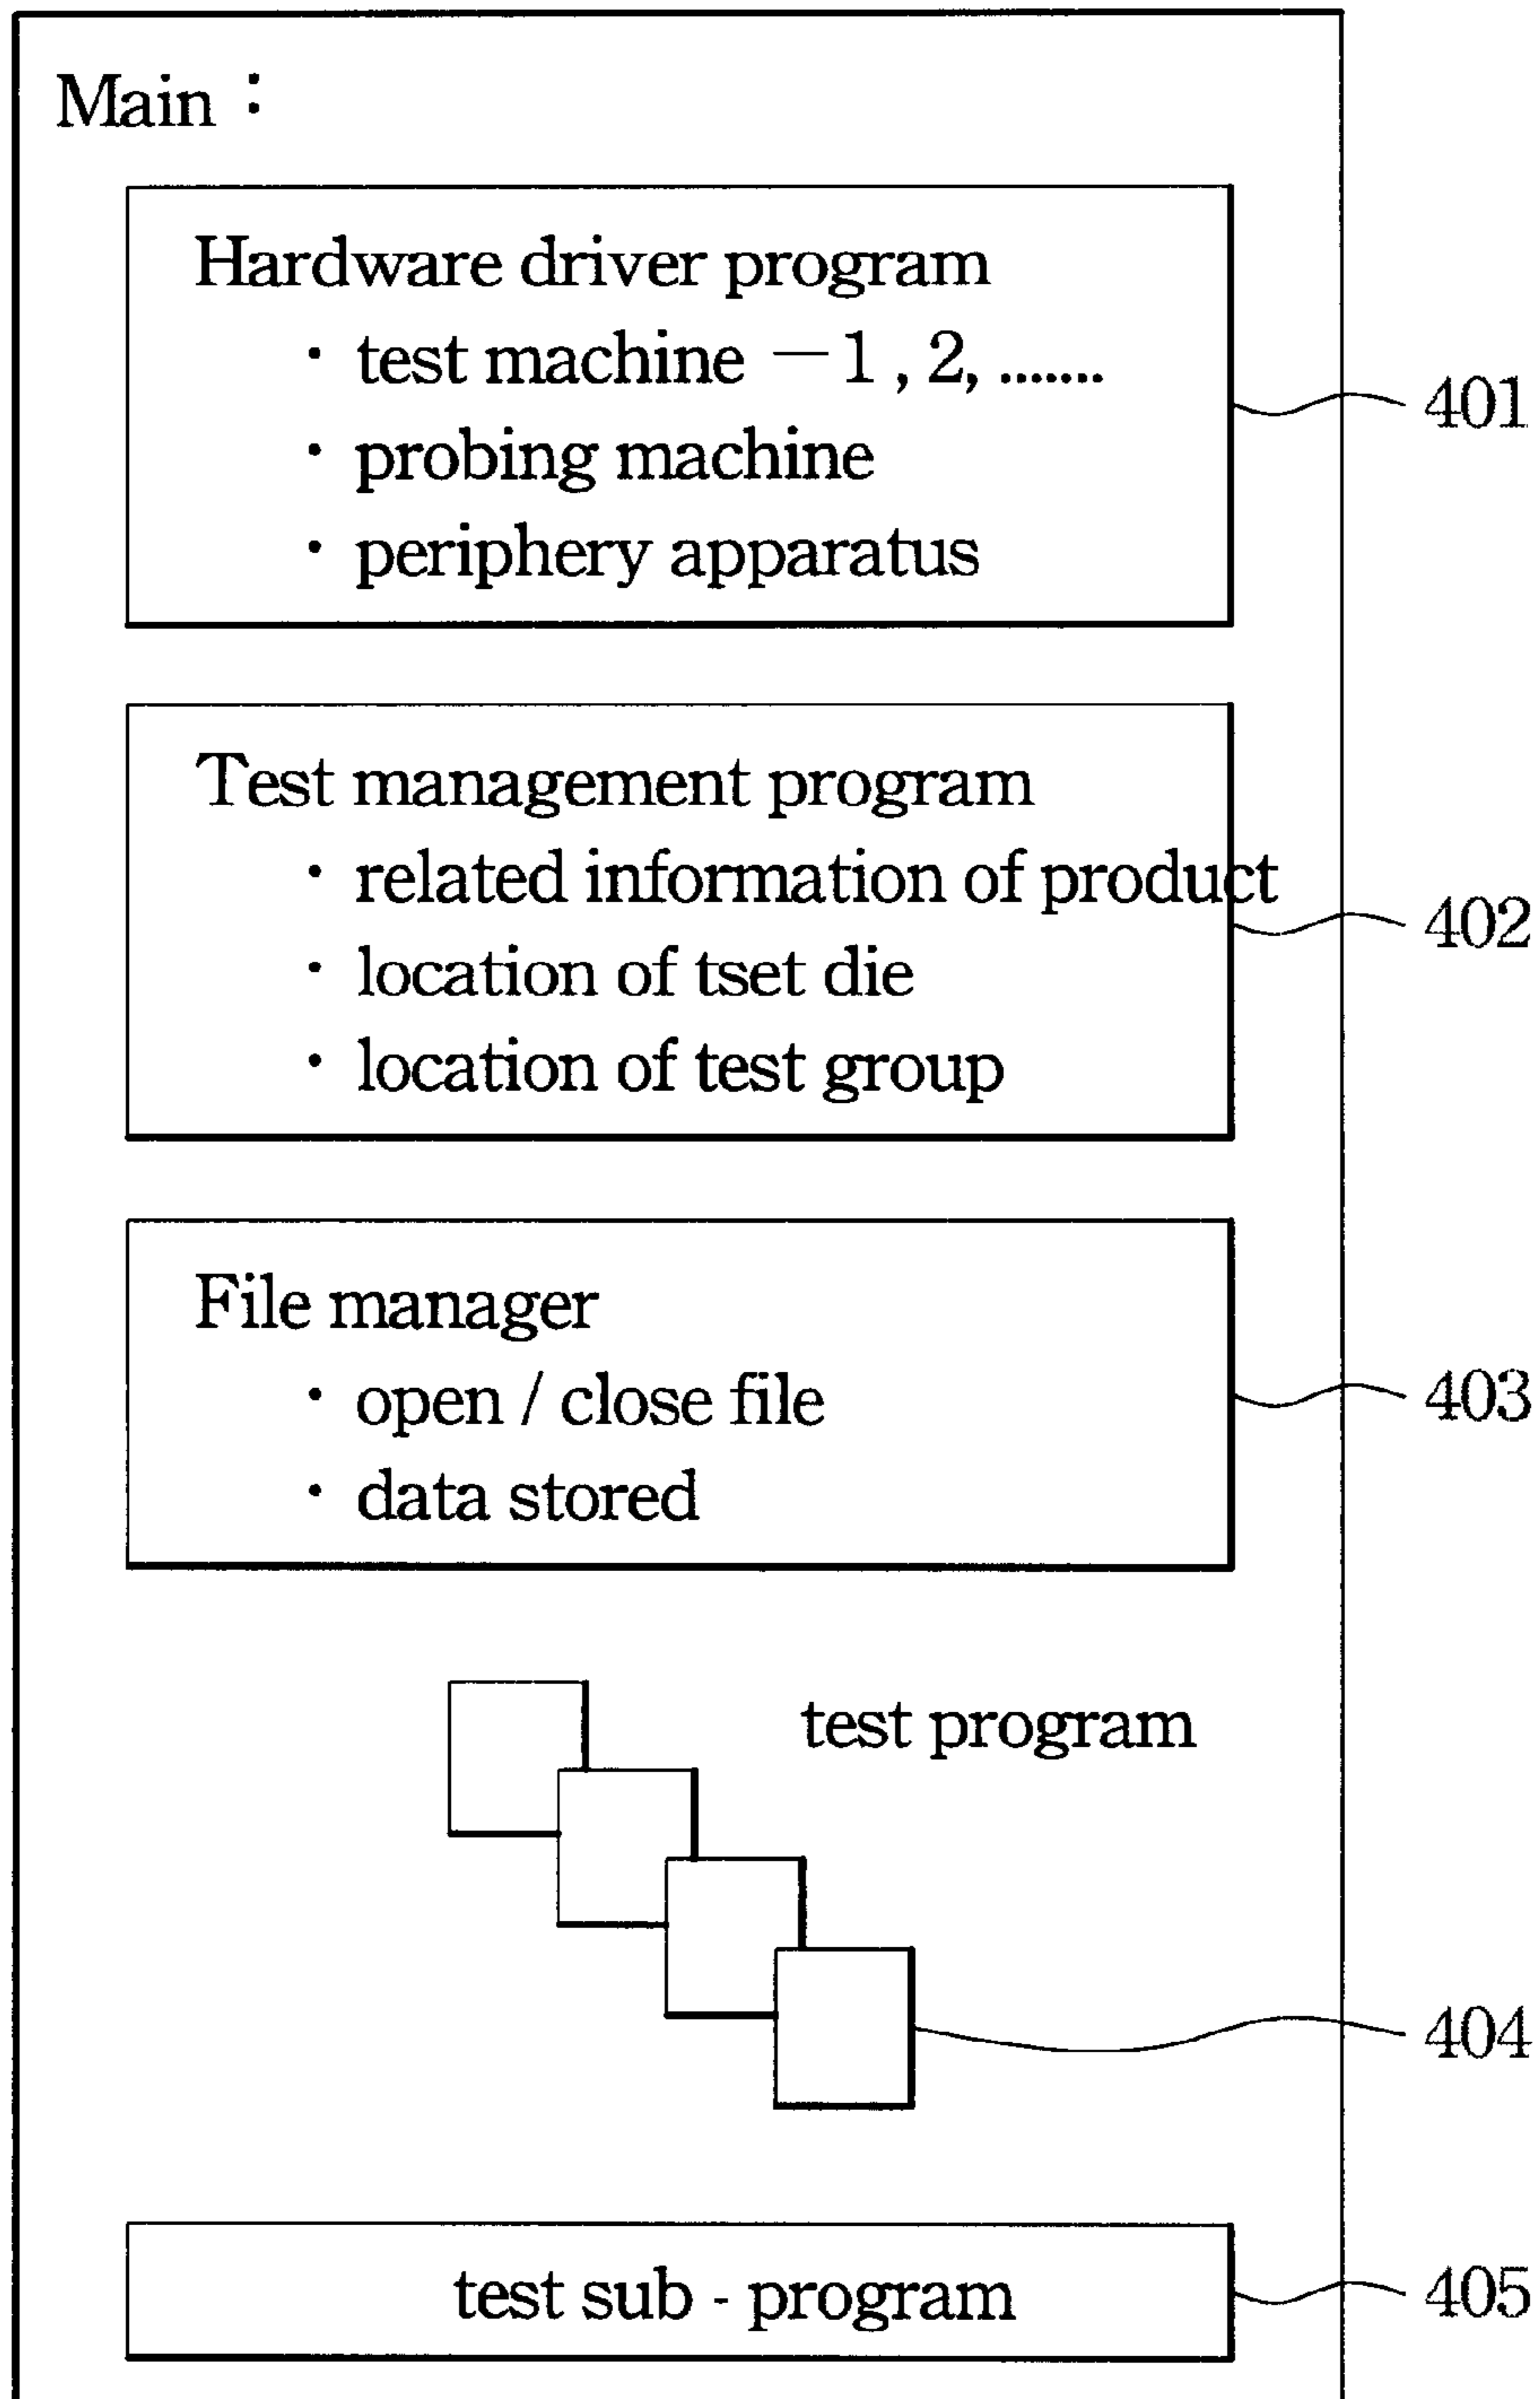 Main :
Hardware driver program
· test machine －1 , 2, .......
· probing machine
· periphery apparatus
401
Test management program
· related information of product
· location of tset die
· location of test group
402
File manager
· open / close file
· data stored
403
test program
404
test sub - program
405